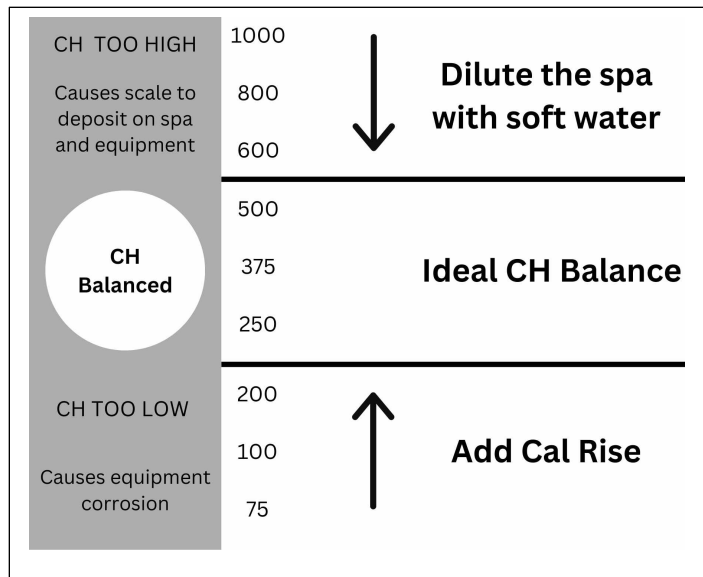 CH TOO HIGH
Causes scale to
deposit on spa
and equipment
1000
800
600
Dilute the spa
with soft water
CH
Balanced
500
375
250
Ideal CH Balance
CH TOO LOW
Causes equipment
corrosion
200
100
75
Add Cal Rise